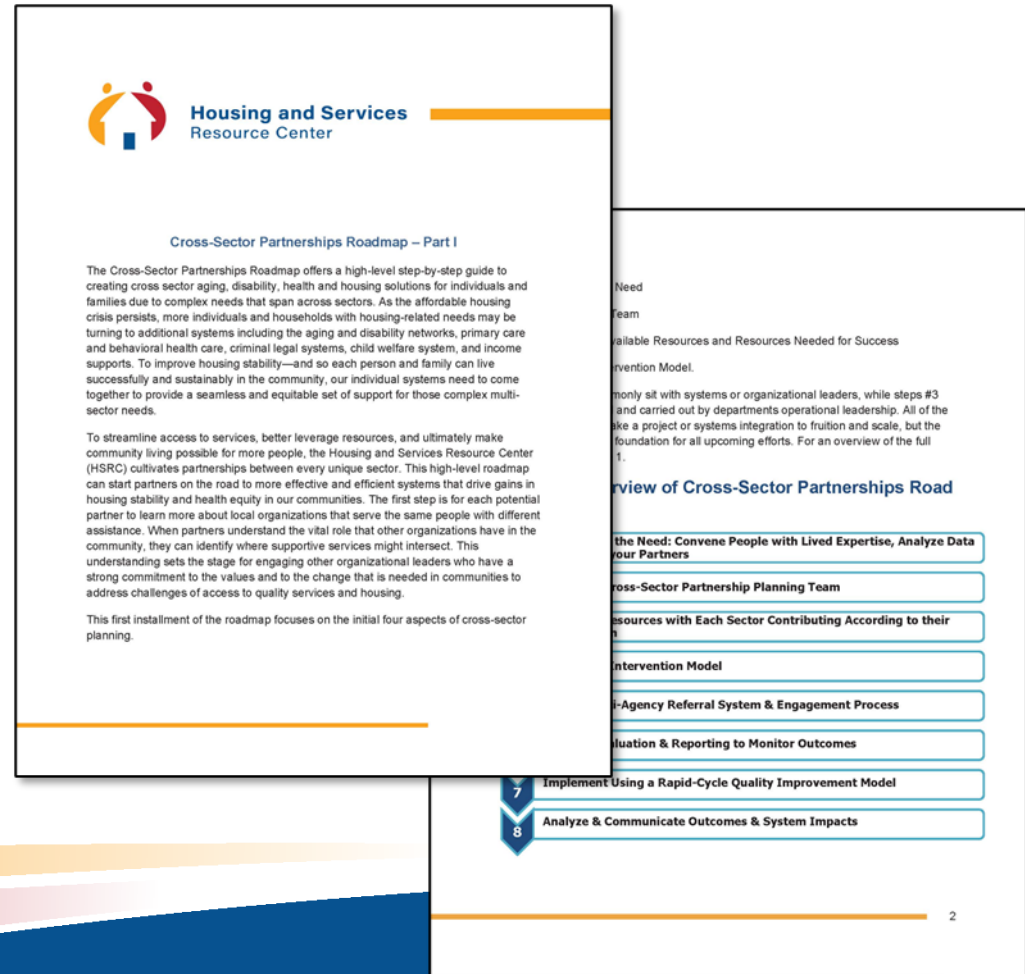 Housing and Services
Resource Center
Cross-Sector Partnerships Roadmap – Part I
The Cross-Sector Partnerships Roadmap offers a high-level step-by-step guide to
creating cross sector aging, disability, health and housing solutions for individuals and
families due to complex needs that span across sectors. As the affordable housing
crisis persists, more individuals and households with housing-related needs may be
turning to additional systems including the aging and disability networks, primary care
and behavioral health care, criminal legal systems, child welfare system, and income
supports. To improve housing stability—and so each person and family can live
successfully and sustainably in the community, our individual systems need to come
together to provide a seamless and equitable set of support for those complex multi-
sector needs.
To streamline access to services, better leverage resources, and ultimately make
community living possible for more people, the Housing and Services Resource Center
(HSRC) cultivates partnerships between every unique sector. This high-level roadmap
can start partners on the road to more effective and efficient systems that drive gains in
housing stability and health equity in our communities. The first step is for each potential
partner to learn more about local organizations that serve the same people with different
assistance. When partners understand the vital role that other organizations have in the
community, they can identify where supportive services might intersect. This
understanding sets the stage for engaging other organizational leaders who have a
strong commitment to the values and to the change that is needed in communities to
address challenges of access to quality services and housing.
This first installment of the roadmap focuses on the initial four aspects of cross-sector
planning.
Need
Team
Resources and Resources Needed for Success
Model.
sit with systems or organizational leaders, while steps #3
and carried out by departments operational leadership. All of the
a project or systems integration to fruition and scale, but the
foundation for all upcoming efforts. For an overview of the full
1.
of Cross-Sector Partnerships Road
the Need: Convene People with Lived Expertise, Analyze Data
your Partners
Partnership Planning Team
with Each Sector Contributing According to their
Intervention Model
-Agency Referral System & Engagement Process
& Reporting to Monitor Outcomes
7 Implement Using a Rapid-Cycle Quality Improvement Model
8 Analyze & Communicate Outcomes & System Impacts
2